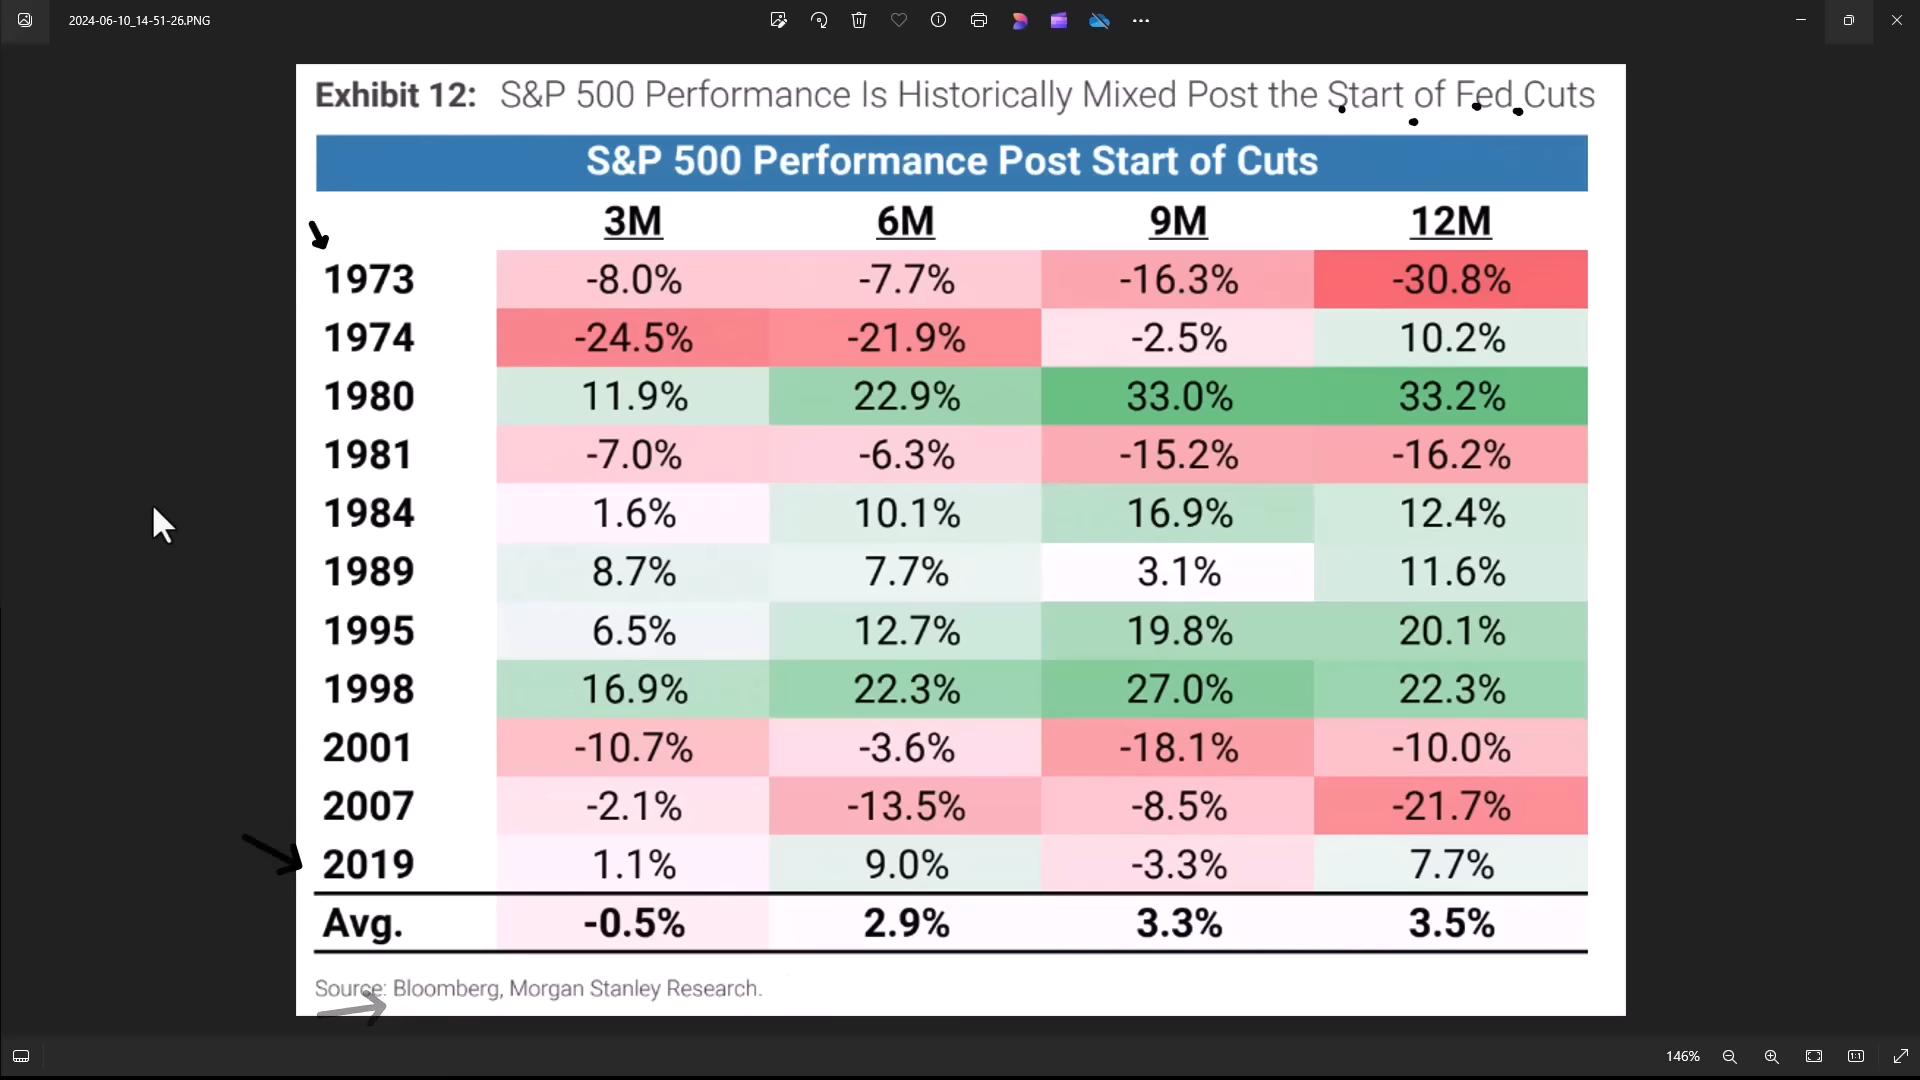 2024-06-10_14-51-26.PNG
Exhibit 12: S&P 500 Performance Is Historically Mixed Post the Start of Fed Cuts
S&P 500 Performance Post Start of Cuts
3M 6M 9M 12M
1973 -8.0% -7.7% -16.3% -30.8%
1974 -24.5% -21.9% -2.5% 10.2%
1980 11.9% 22.9% 33.0% 33.2%
1981 -7.0% -6.3% -15.2% -16.2%
1984 1.6% 10.1% 16.9% 12.4%
1989 8.7% 7.7% 3.1% 11.6%
1995 6.5% 12.7% 19.8% 20.1%
1998 16.9% 22.3% 27.0% 22.3%
2001 -10.7% -3.6% -18.1% -10.0%
2007 -2.1% -13.5% -8.5% -21.7%
2019 1.1% 9.0% -3.3% 7.7%
Avg. -0.5% 2.9% 3.3% 3.5%
Source: Bloomberg, Morgan Stanley Research.
146% 1:1